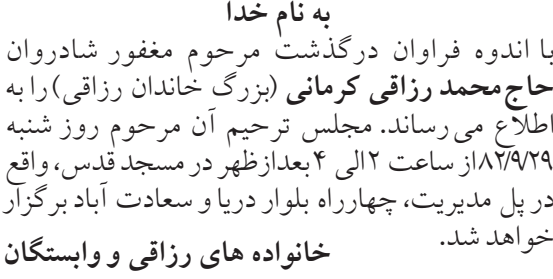 به نام خدا
با اندوه فراوان درگذشت مرحوم مغفور شادروان
حاج محمد رزاقی کرمانی (بزرگ خاندان رزاقی) را به
اطلاع می رساند. مجلس ترحیم آن مرحوم روز شنبه
۸۲/۹/۲۹ از ساعت ۲ الی ۴ بعدازظهر در مسجد قدس، واقع
در پل مدیریت، چهارراه بلوار دریا و سعادت آباد برگزار
خواهد شد.
خانواده های رزاقی و وابستگان